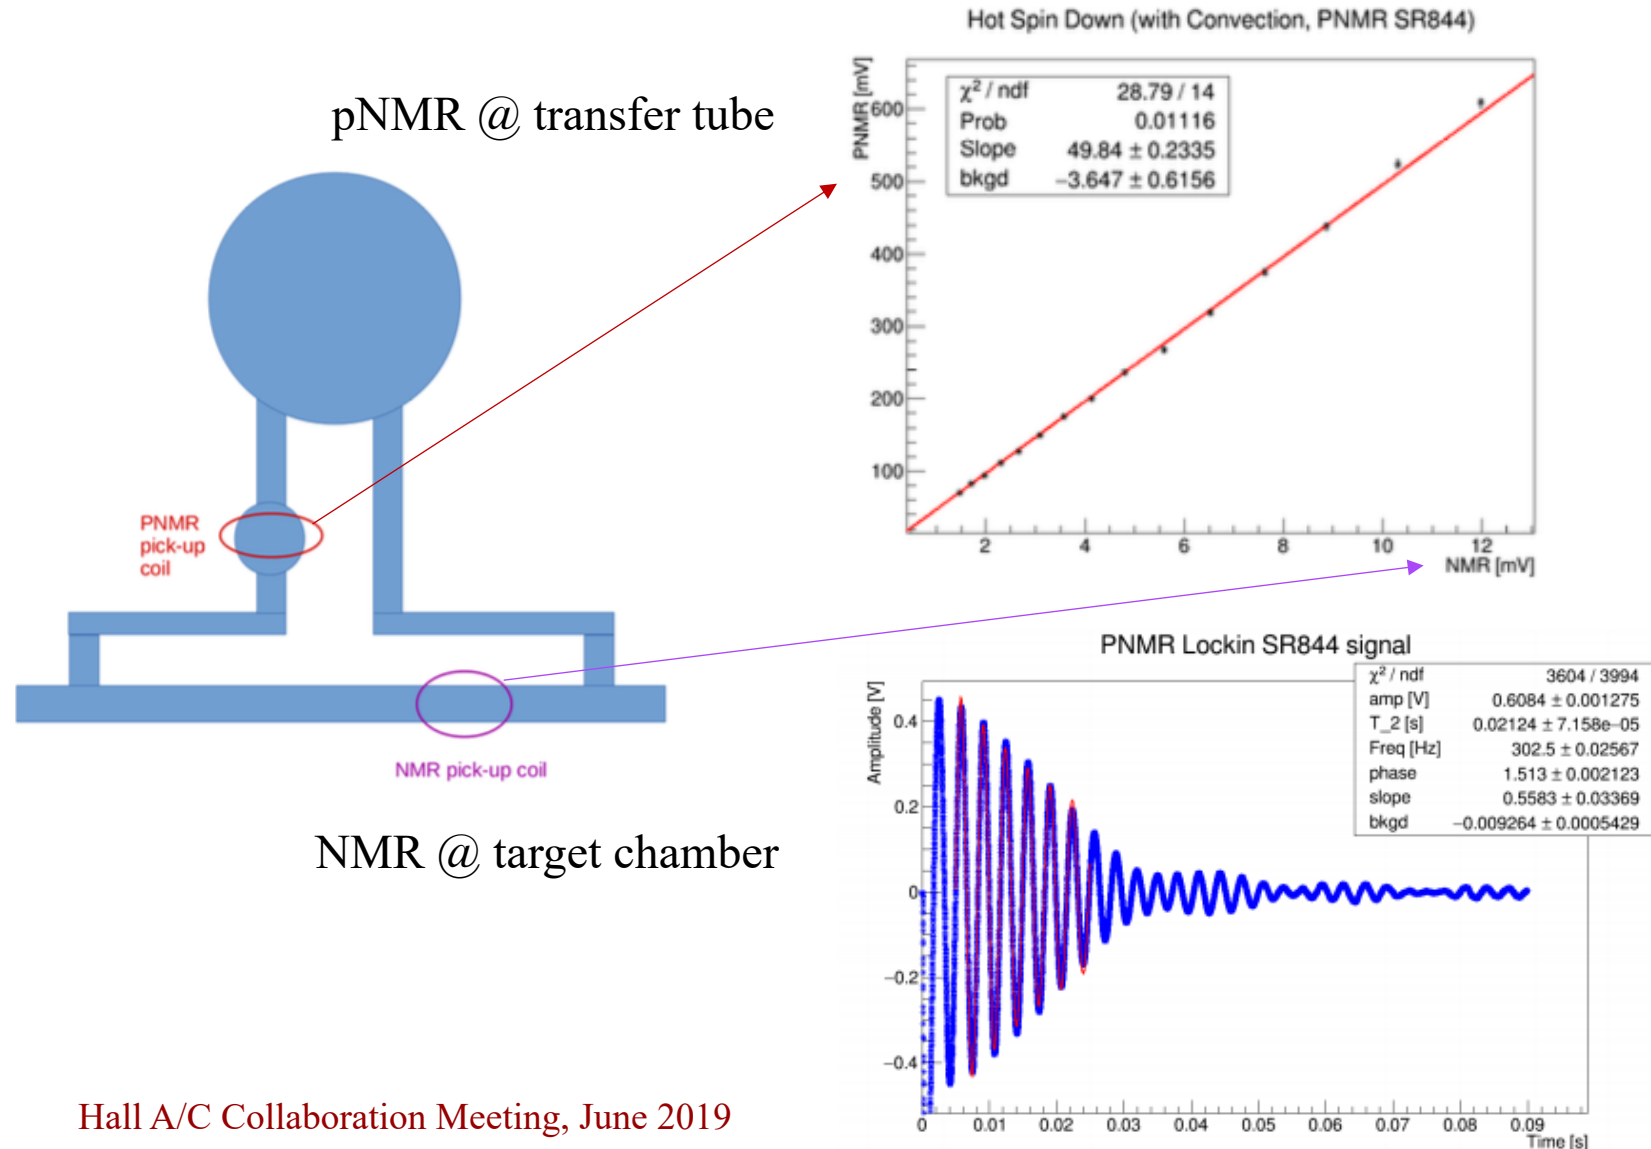 Hot Spin Down (with Convection, PNMR SR844)
pNMR @ transfer tube
PNMR [mV]
χ² / ndf 28.79 / 14
Prob 0.01116
Slope 49.84 ± 0.2335
bkgd −3.647 ± 0.6156
600
500
400
300
200
100
2 4 6 8 10 12
NMR [mV]
PNMR
pick-up
coil
NMR pick-up coil
NMR @ target chamber
PNMR Lockin SR844 signal
χ² / ndf 3604 / 3994
amp [V] 0.6084 ± 0.001275
T_2 [s] 0.02124 ± 7.158e−05
Freq [Hz] 302.5 ± 0.02567
phase 1.513 ± 0.002123
slope 0.5583 ± 0.03369
bkgd −0.009264 ± 0.0005429
Amplitude [V]
0.4
0.2
0
−0.2
−0.4
0 0.01 0.02 0.03 0.04 0.05 0.06 0.07 0.08 0.09
Time [s]
Hall A/C Collaboration Meeting, June 2019